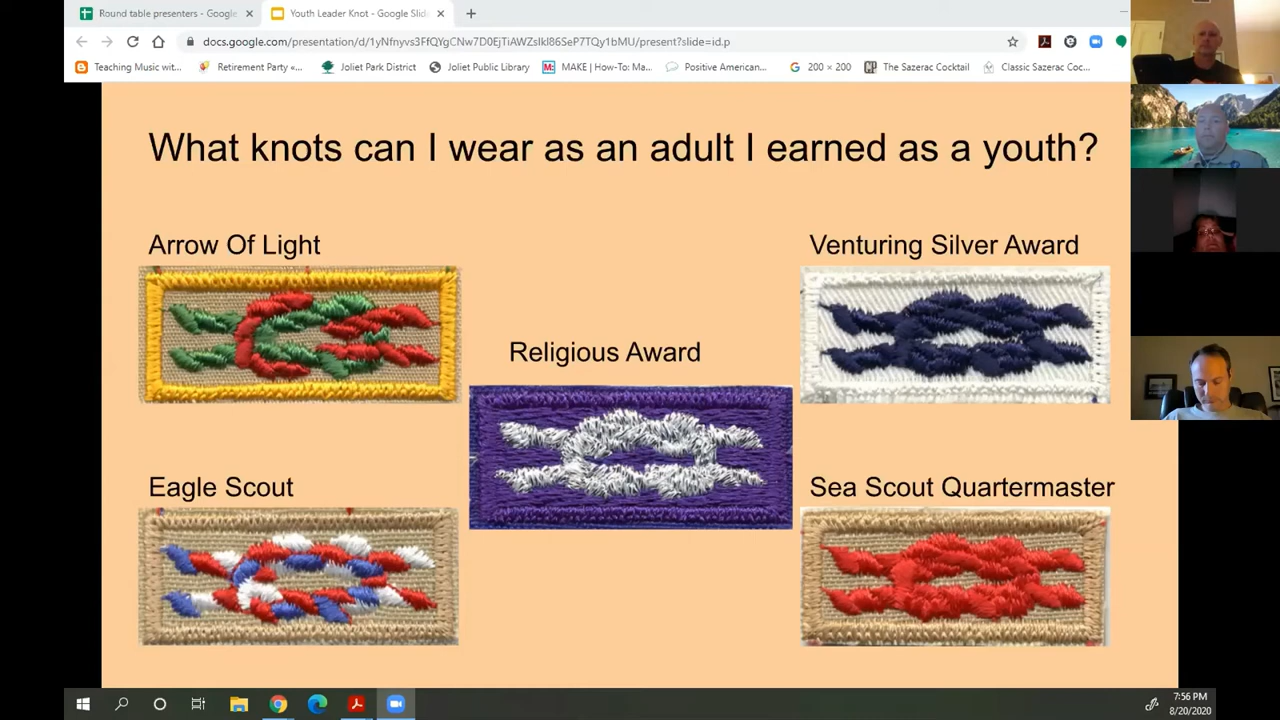 Round table presenters - Google
Youth Leader Knot - Google Slid
docs.google.com/presentation/d/1yNfnyvs3FfQYgCNw7D0EjTiAWZsIkl86SeP7TQy1bMU/present?slide=id.p
Teaching Music wit... Retirement Party «... Joliet Park District Joliet Public Library MAKE | How-To: Ma... Positive American... 200 × 200 The Sazerac Cocktail Classic Sazerac Coc...
What knots can I wear as an adult I earned as a youth?
Arrow Of Light
Venturing Silver Award
Religious Award
Eagle Scout
Sea Scout Quartermaster
7:56 PM
8/20/2020